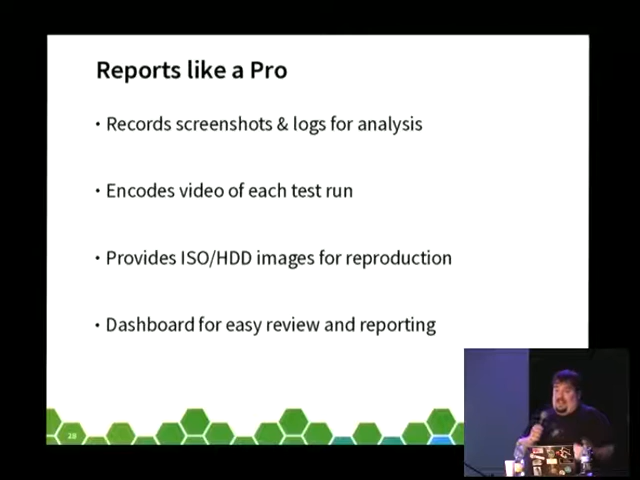 Reports like a Pro
· Records screenshots & logs for analysis
· Encodes video of each test run
· Provides ISO/HDD images for reproduction
· Dashboard for easy review and reporting
28